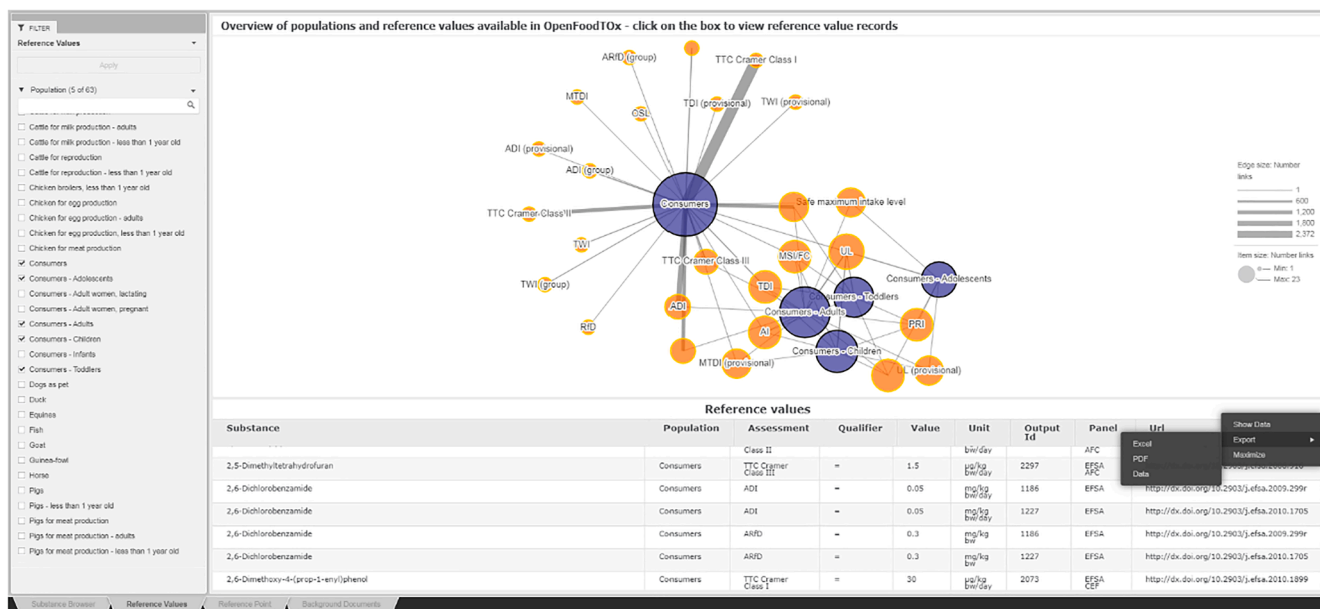 FILTER
Reference Values
Apply
Population (5 of 63)
Cattle for milk production - adults
Cattle for milk production - less than 1 year old
Cattle for reproduction
Cattle for reproduction - less than 1 year old
Chicken broilers, less than 1 year old
Chicken for egg production
Chicken for egg production - adults
Chicken for egg production, less than 1 year old
Chicken for meat production
Consumers
Consumers - Adolescents
Consumers - Adult women, lactating
Consumers - Adult women, pregnant
Consumers - Adults
Consumers - Children
Consumers - Infants
Consumers - Toddlers
Dogs as pet
Duck
Equines
Fish
Goat
Guinea-fowl
Horse
Pigs
Pigs - less than 1 year old
Pigs for meat production
Pigs for meat production - adults
Pigs for meat production - less than 1 year old
Overview of populations and reference values available in OpenFoodTOx - click on the box to view reference value records
ARfD (group)
TTC Cramer Class I
MTDI
OSL
TDI (provisional)
TWI (provisional)
ADI (provisional)
ADI (group)
Consumers
Safe maximum intake level
TTC Cramer Class II
TWI
TTC Cramer Class III
MSI/FC
UL
TWI (group)
TDI
Consumers - Toddlers
Consumers - Adolescents
ADI
Consumers - Adults
RfD
AI
PRI
Consumers - Children
MTDI (provisional)
UL (provisional)
Edge size: Number
links
1
600
1,200
1,800
2,372
Item size: Number links
Min: 1
Max: 23
Reference values
Substance Population Assessment Qualifier Value Unit Output Id Panel Url
Class II bw/day AFC
2,5-Dimethyltetrahydrofuran Consumers TTC Cramer Class III = 1.5 µg/kg bw/day 2297 EFSA AFC
2,6-Dichlorobenzamide Consumers ADI = 0.05 mg/kg bw/day 1186 EFSA http://dx.doi.org/10.2903/j.efsa.2009.299r
2,6-Dichlorobenzamide Consumers ADI = 0.05 mg/kg bw/day 1227 EFSA http://dx.doi.org/10.2903/j.efsa.2010.1705
2,6-Dichlorobenzamide Consumers ARfD = 0.3 mg/kg bw 1186 EFSA http://dx.doi.org/10.2903/j.efsa.2009.299r
2,6-Dichlorobenzamide Consumers ARfD = 0.3 mg/kg bw 1227 EFSA http://dx.doi.org/10.2903/j.efsa.2010.1705
2,6-Dimethoxy-4-(prop-1-enyl)phenol Consumers TTC Cramer Class I = 30 µg/kg bw/day 2073 EFSA CEF http://dx.doi.org/10.2903/j.efsa.2010.1899
Show Data
Export
Maximize
Excel
PDF
Data
Substance Browser
Reference Values
Reference Point
Background Documents